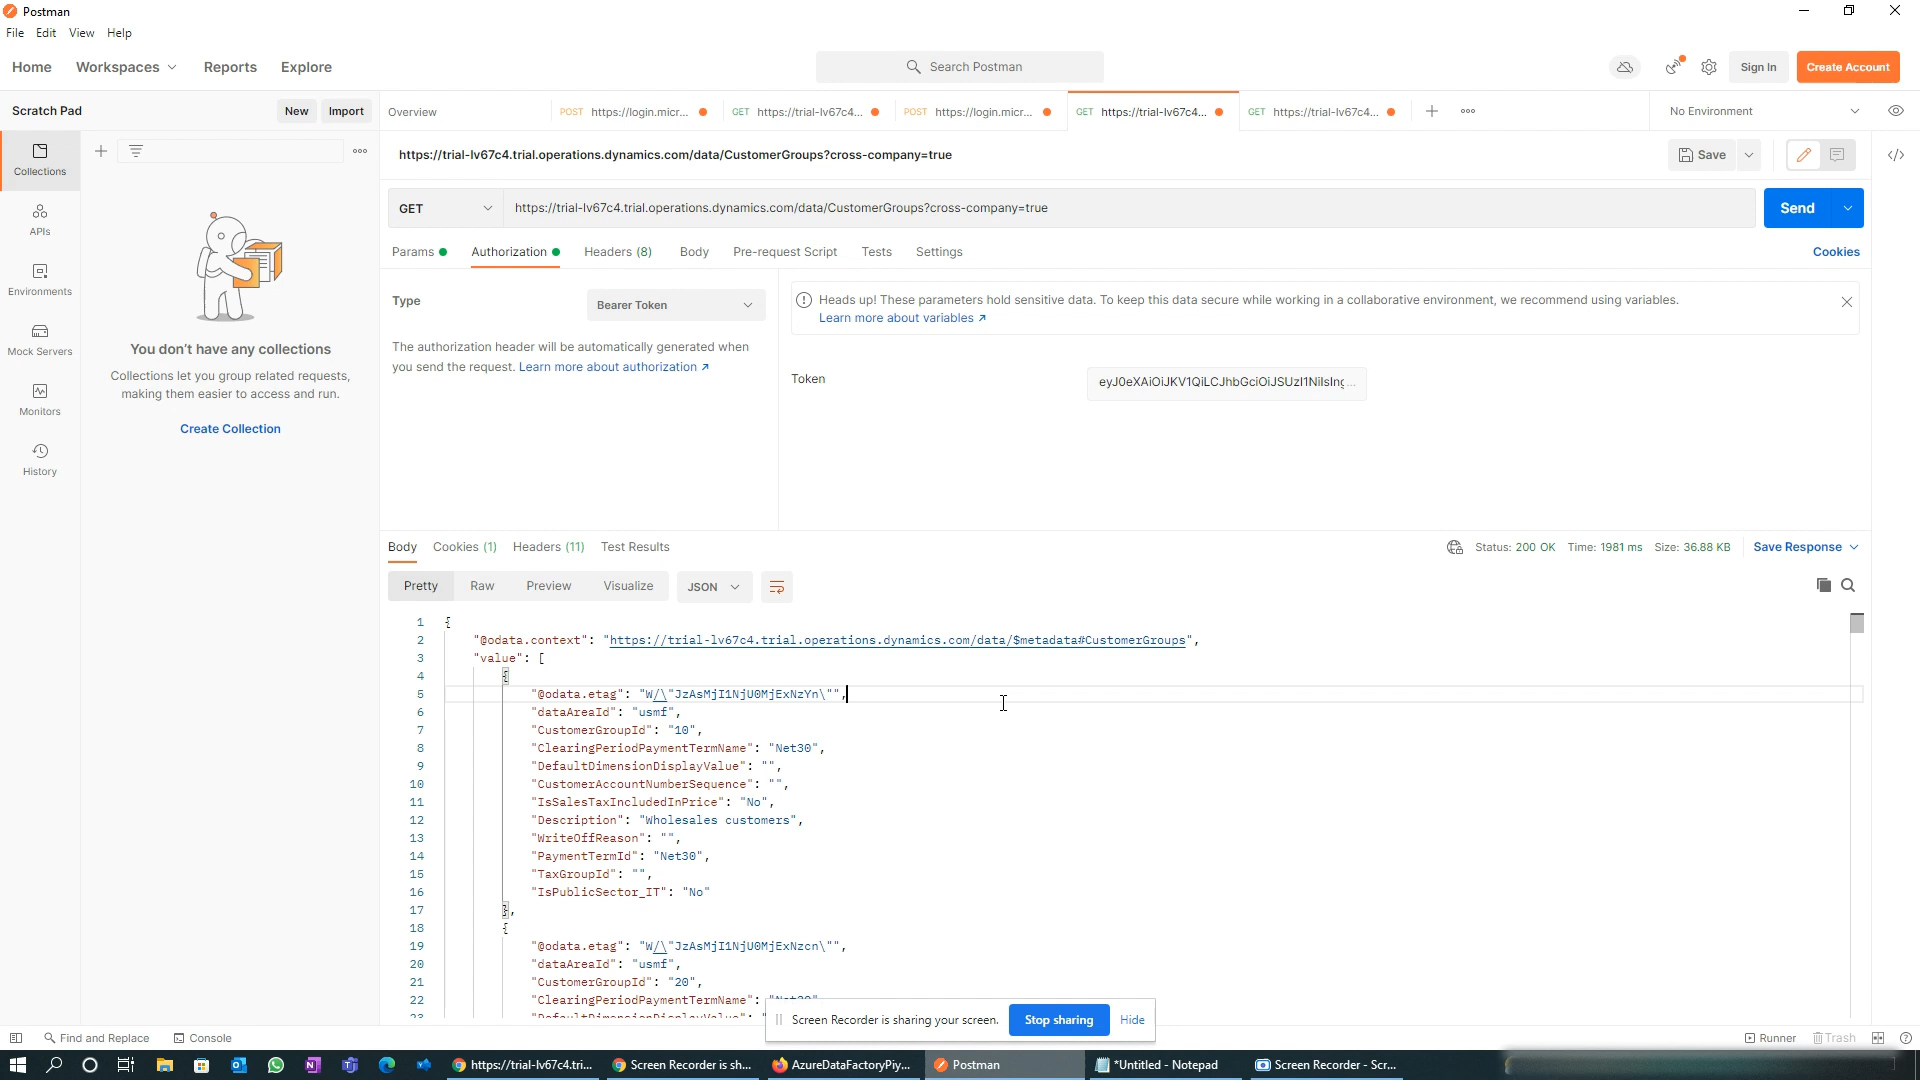 Postman
File Edit View Help
Home Workspaces Reports Explore
Search Postman
Sign In Create Account
Scratch Pad New Import
Overview POST https://login.micr... GET https://trial-lv67c4... POST https://login.micr... GET https://trial-lv67c4... GET https://trial-lv67c4...
No Environment
Collections
APIs
Environments
Mock Servers
Monitors
History
You don't have any collections
Collections let you group related requests,
making them easier to access and run.
Create Collection
https://trial-lv67c4.trial.operations.dynamics.com/data/CustomerGroups?cross-company=true
Save
GET https://trial-lv67c4.trial.operations.dynamics.com/data/CustomerGroups?cross-company=true
Send
Params Authorization Headers (8) Body Pre-request Script Tests Settings
Cookies
Type Bearer Token
The authorization header will be automatically generated when
you send the request. Learn more about authorization ↗
Heads up! These parameters hold sensitive data. To keep this data secure while working in a collaborative environment, we recommend using variables.
Learn more about variables ↗
Token
Body Cookies (1) Headers (11) Test Results
Status: 200 OK Time: 1981 ms Size: 36.88 KB Save Response
Pretty Raw Preview Visualize JSON
1 {
2 "@odata.context": "https://trial-lv67c4.trial.operations.dynamics.com/data/$metadata#CustomerGroups",
3 "value": [
4 {
5 "@odata.etag": "W/\"JzAsMjI1NjU0MjExNzYn\"",
6 "dataAreaId": "usmf",
7 "CustomerGroupId": "10",
8 "ClearingPeriodPaymentTermName": "Net30",
9 "DefaultDimensionDisplayValue": "",
10 "CustomerAccountNumberSequence": "",
11 "IsSalesTaxIncludedInPrice": "No",
12 "Description": "Wholesales customers",
13 "WriteOffReason": "",
14 "PaymentTermId": "Net30",
15 "TaxGroupId": "",
16 "IsPublicSector_IT": "No"
17 },
18 {
19 "@odata.etag": "W/\"JzAsMjI1NjU0MjExNzcn\"",
20 "dataAreaId": "usmf",
21 "CustomerGroupId": "20",
22 "ClearingPeriodPaymentTermName":
Screen Recorder is sharing your screen. Stop sharing Hide
Find and Replace Console
Runner Trash
https://trial-lv67c4.tri... Screen Recorder is sh... AzureDataFactoryPiy... Postman *Untitled - Notepad Screen Recorder - Scr...